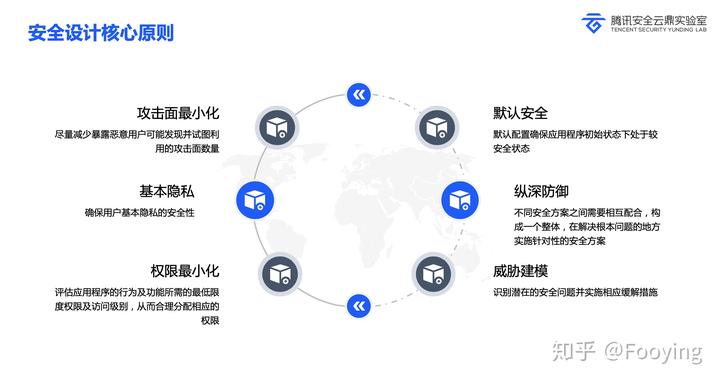 安全设计核心原则
腾讯安全云鼎实验室
TENCENT SECURITY YUNDING LAB
攻击面最小化
尽量减少暴露恶意用户可能发现并试图利
用的攻击面数量
默认安全
默认配置确保应用程序初始状态下处于较
安全状态
基本隐私
确保用户基本隐私的安全性
纵深防御
不同安全方案之间需要相互配合，构
成一个整体，在解决根本问题的地方
实施针对性的安全方案
权限最小化
评估应用程序的行为及功能所需的最低限
度权限及访问级别，从而合理分配相应的
权限
威胁建模
识别潜在的安全问题并实施相应缓解措施
知乎 @Fooying